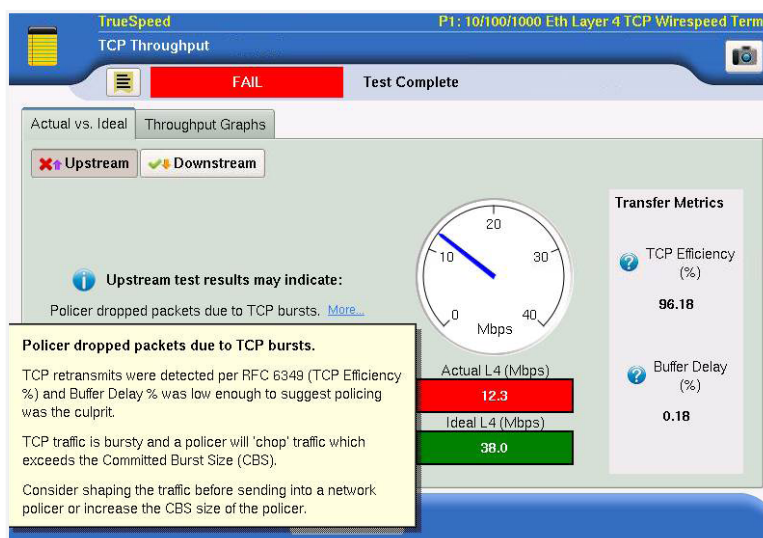 TrueSpeed
P1: 10/100/1000 Eth Layer 4 TCP Wirespeed Term
TCP Throughput
FAIL
Test Complete
Actual vs. Ideal
Throughput Graphs
Upstream
Downstream
Upstream test results may indicate:
Policer dropped packets due to TCP bursts. More...
Policer dropped packets due to TCP bursts.
TCP retransmits were detected per RFC 6349 (TCP Efficiency
%) and Buffer Delay % was low enough to suggest policing
was the culprit.
TCP traffic is bursty and a policer will 'chop' traffic which
exceeds the Committed Burst Size (CBS).
Consider shaping the traffic before sending into a network
policer or increase the CBS size of the policer.
20
10
30
0
40
Mbps
Actual L4 (Mbps)
12.3
Ideal L4 (Mbps)
38.0
Transfer Metrics
TCP Efficiency
(%)
96.18
Buffer Delay
(%)
0.18